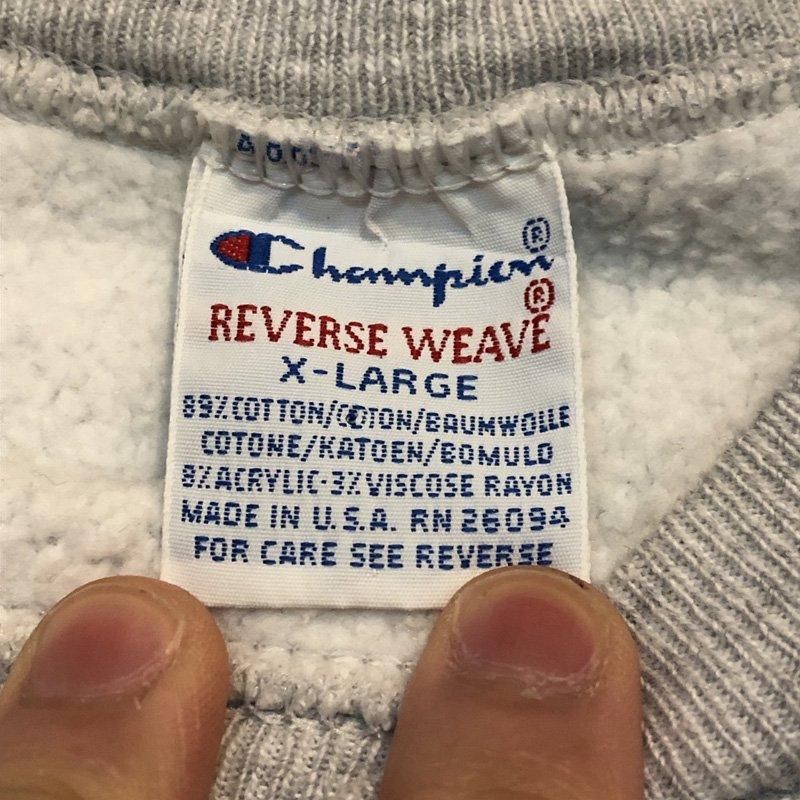 Champion®
REVERSE WEAVE®
X-LARGE
89% COTTON/COTON/BAUMWOLLE
COTONE/KATOEN/BOMULD
8% ACRYLIC-3% VISCOSE RAYON
MADE IN U.S.A. RN 26094
FOR CARE SEE REVERSE